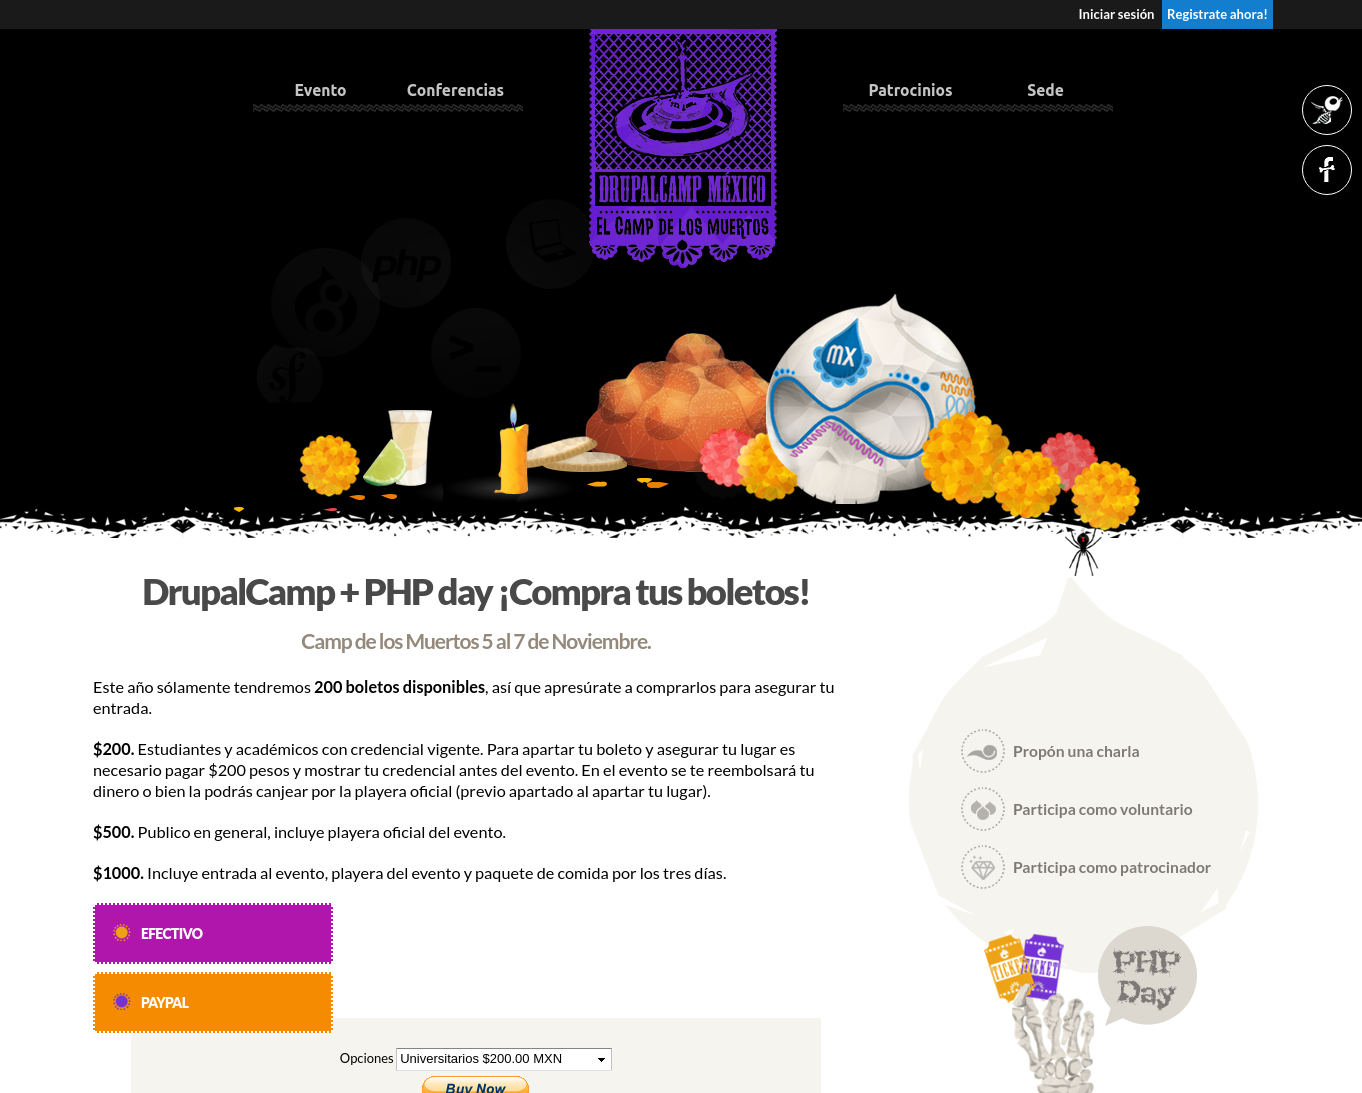 Iniciar sesión
Registrate ahora!
Evento
Conferencias
Patrocinios
Sede
DRUPALCAMP MÉXICO
EL CAMP DE LOS MUERTOS
php
sf
>_
MX
DrupalCamp + PHP day ¡Compra tus boletos!
Camp de los Muertos 5 al 7 de Noviembre.
Este año sólamente tendremos 200 boletos disponibles, así que apresúrate a comprarlos para asegurar tu
entrada.
$200. Estudiantes y académicos con credencial vigente. Para apartar tu boleto y asegurar tu lugar es
necesario pagar $200 pesos y mostrar tu credencial antes del evento. En el evento se te reembolsará tu
dinero o bien la podrás canjear por la playera oficial (previo apartado al apartar tu lugar).
$500. Publico en general, incluye playera oficial del evento.
$1000. Incluye entrada al evento, playera del evento y paquete de comida por los tres días.
EFECTIVO
PAYPAL
Opciones
Universitarios $200.00 MXN
Buy Now
Propón una charla
Participa como voluntario
Participa como patrocinador
TICKET
TICKET
PHP
Day